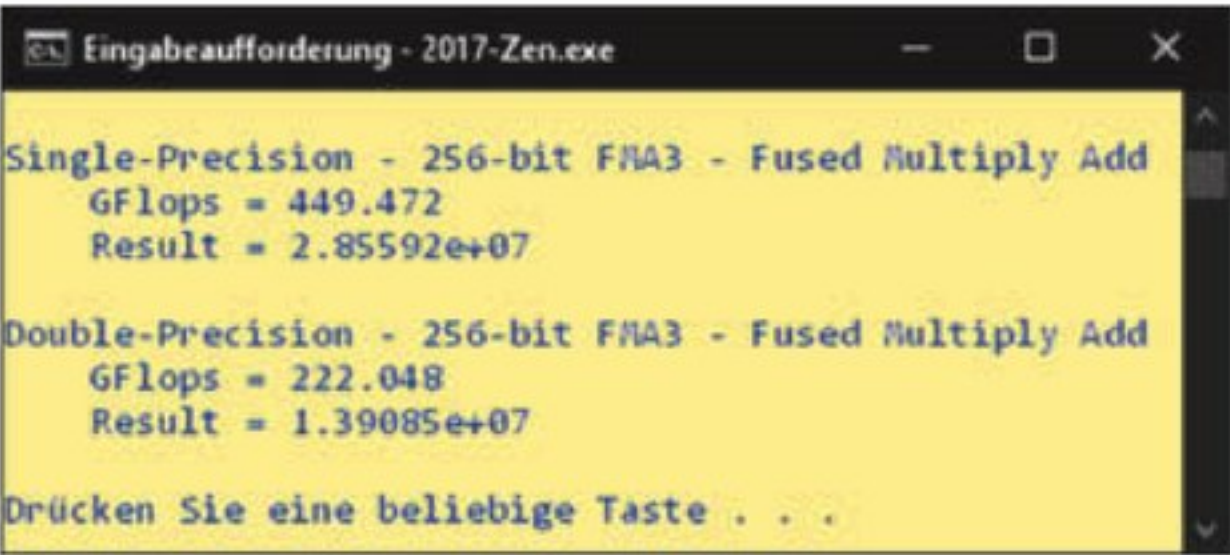 Eingabeaufforderung - 2017-Zen.exe
Single-Precision - 256-bit FMA3 - Fused Multiply Add
GFlops = 449.472
Result = 2.85592e+07
Double-Precision - 256-bit FMA3 - Fused Multiply Add
GFlops = 222.048
Result = 1.39085e+07
Drücken Sie eine beliebige Taste . . .